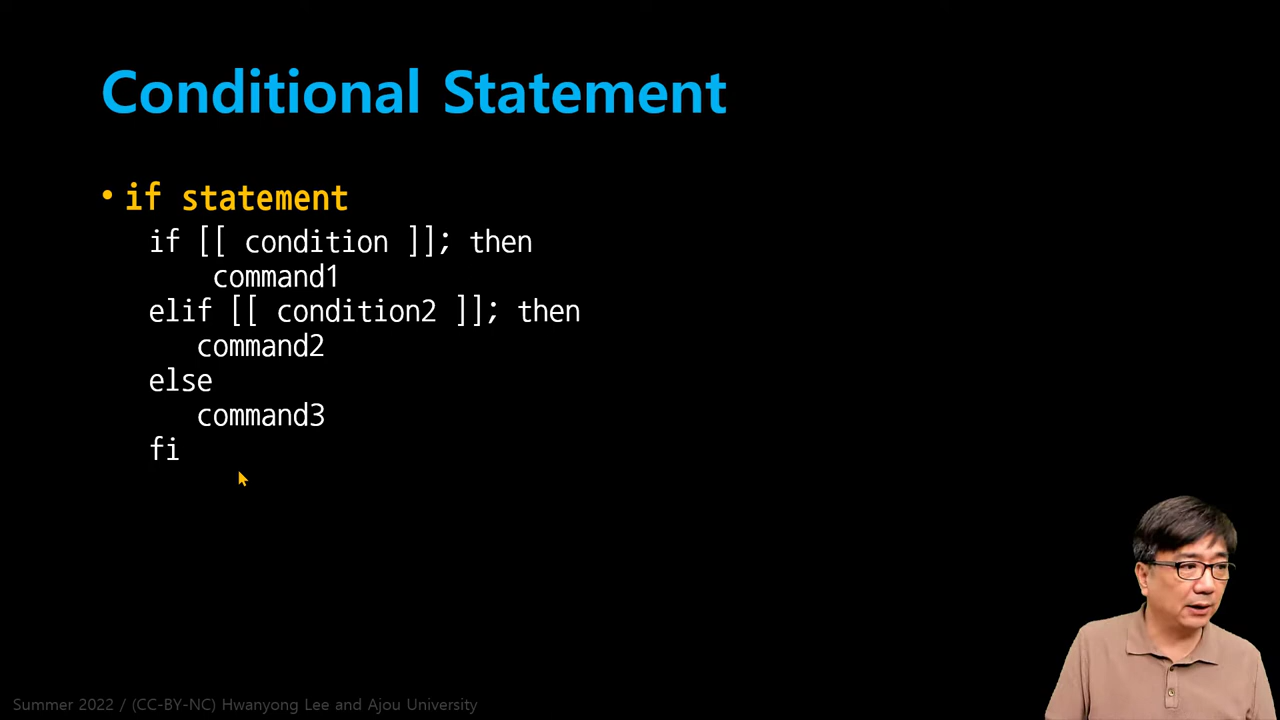 Conditional Statement
• if statement
if [[ condition ]]; then
command1
elif [[ condition2 ]]; then
command2
else
command3
fi
Summer 2022 / (CC-BY-NC) Hwanyong Lee and Ajou University